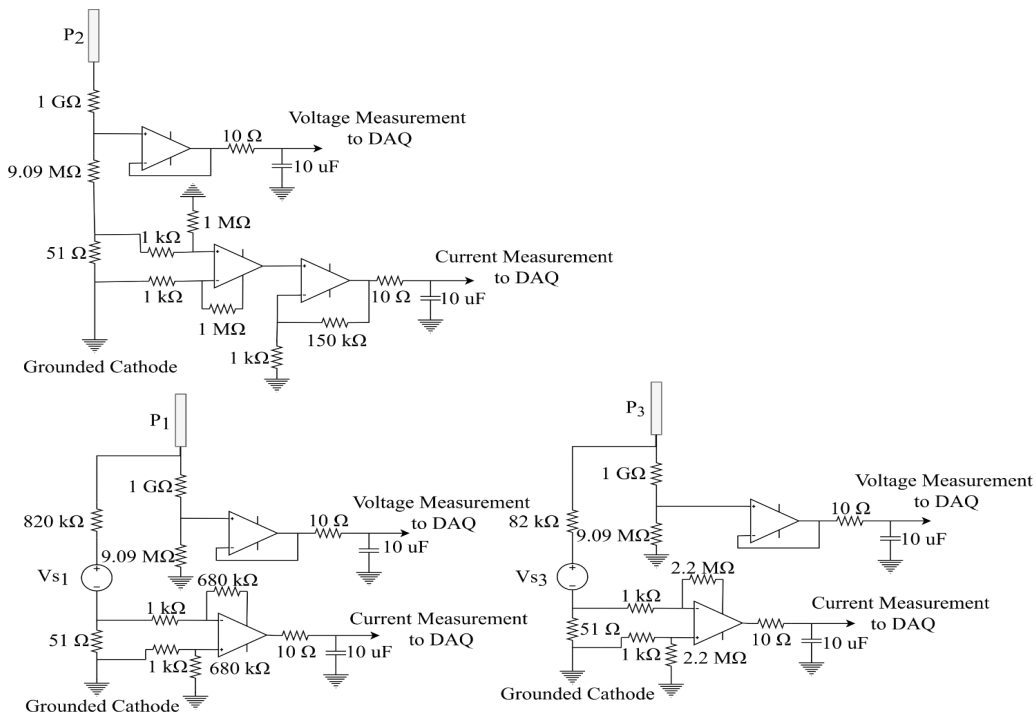 P2
1 GΩ
Voltage Measurement
to DAQ
10 Ω
9.09 MΩ
10 uF
1 MΩ
1 kΩ
51 Ω
Current Measurement
to DAQ
1 kΩ
10 Ω
10 uF
1 MΩ
150 kΩ
1 kΩ
Grounded Cathode
P1
1 GΩ
Voltage Measurement
to DAQ
10 Ω
820 kΩ
9.09 MΩ
10 uF
Vs1
680 kΩ
1 kΩ
Current Measurement
to DAQ
51 Ω
10 Ω
10 uF
1 kΩ
680 kΩ
Grounded Cathode
P3
1 GΩ
Voltage Measurement
to DAQ
10 Ω
82 kΩ
9.09 MΩ
10 uF
Vs3
2.2 MΩ
1 kΩ
Current Measurement
to DAQ
51 Ω
10 Ω
10 uF
1 kΩ
2.2 MΩ
Grounded Cathode